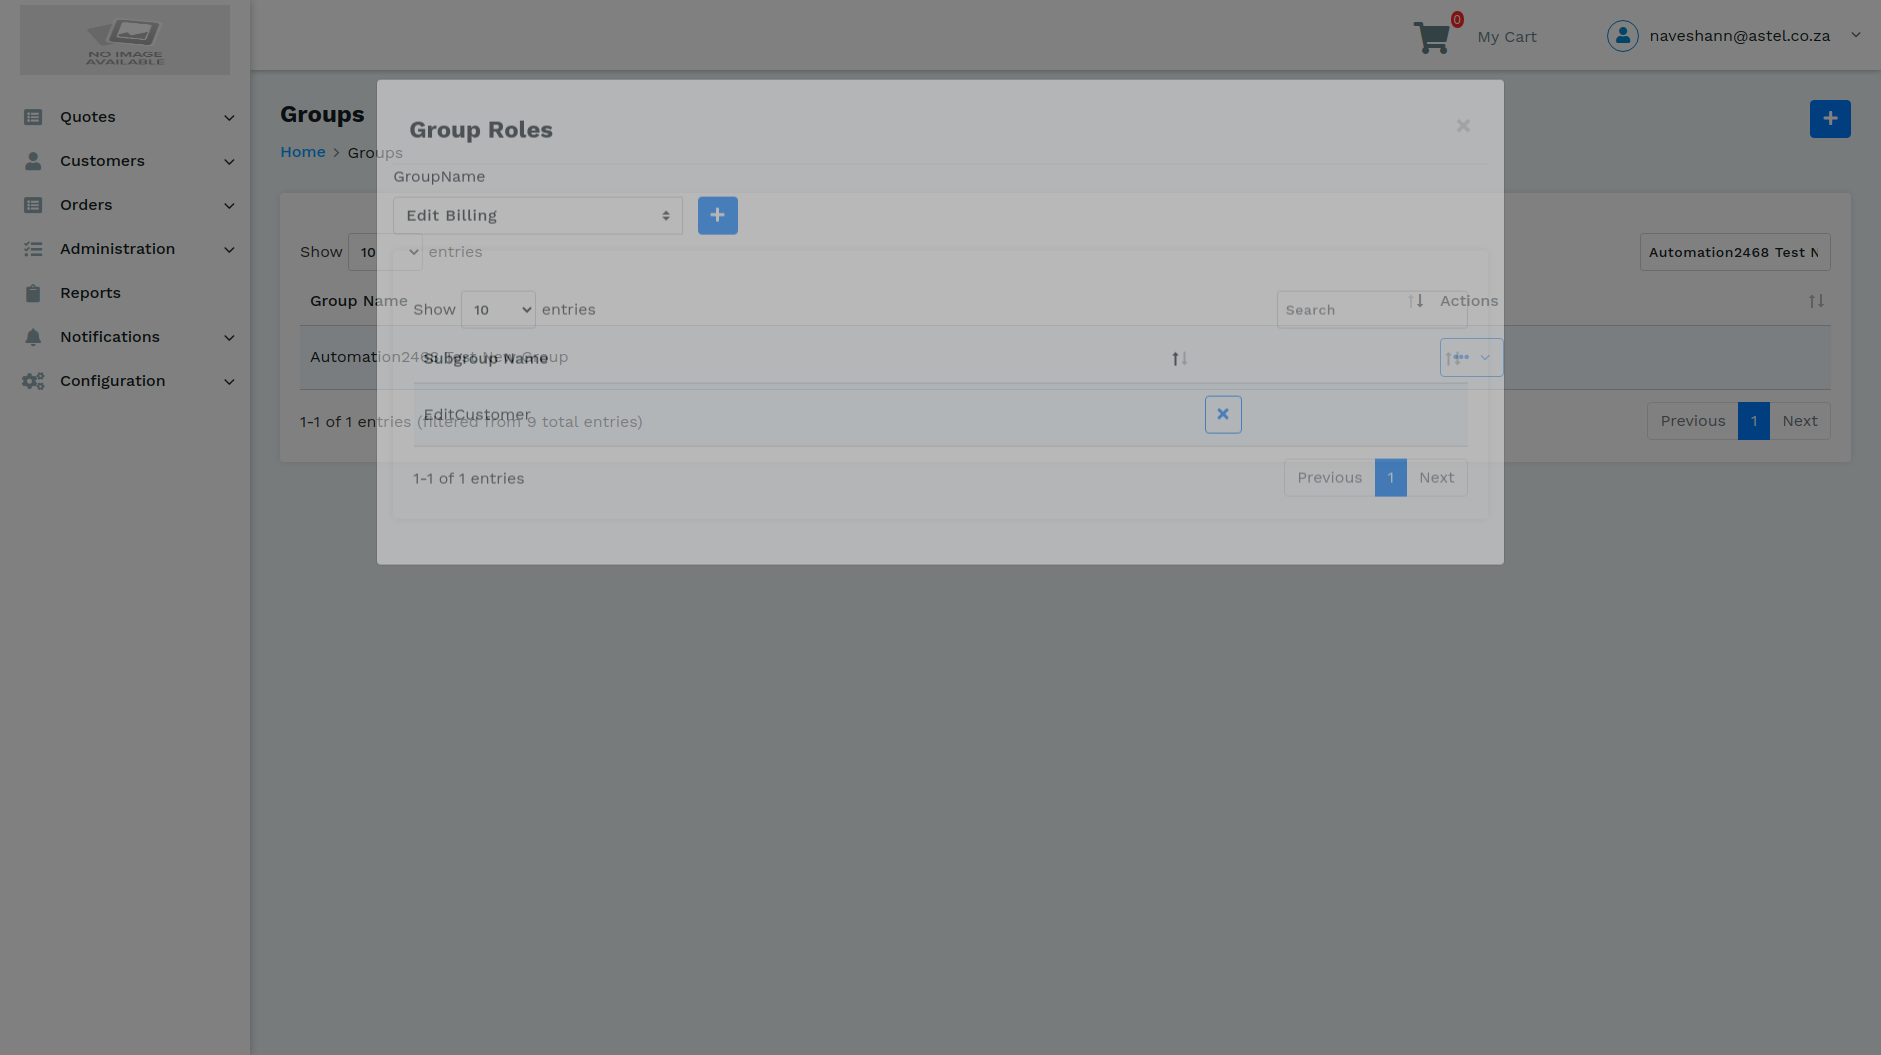 NO IMAGE
AVAILABLE
0
My Cart
naveshann@astel.co.za
Quotes
Customers
Orders
Administration
Reports
Notifications
Configuration
Groups
Home > Groups
Group Roles
×
GroupName
Edit Billing
Show 10 entries
Automation2468 Test N
Group Name
Actions
Show 10 entries
Search
Automation2468 Test New Group
Subgroup Name
EditCustomer
1-1 of 1 entries (filtered from 9 total entries)
Previous 1 Next
1-1 of 1 entries
Previous 1 Next